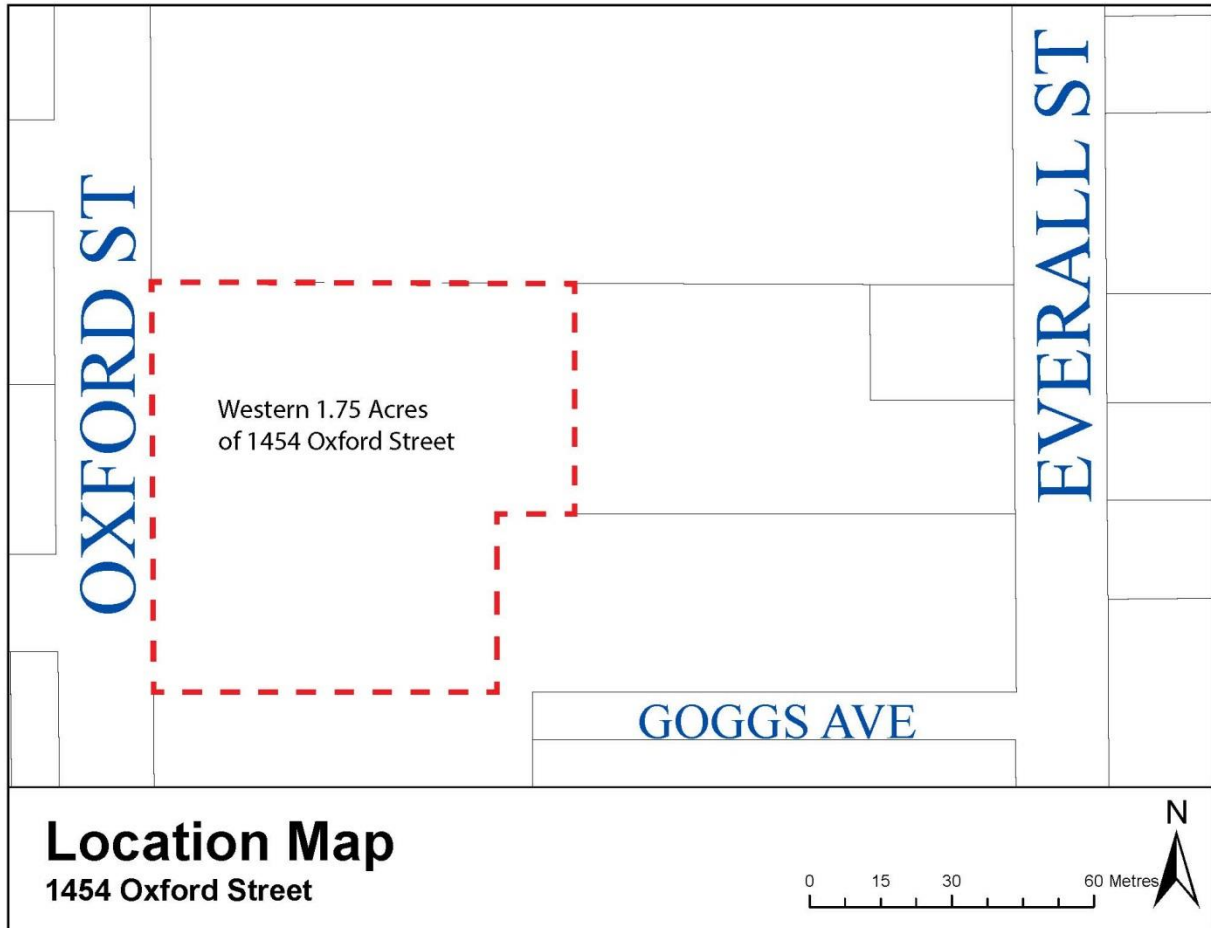 OXFORD ST
EVERALL ST
Western 1.75 Acres
of 1454 Oxford Street
GOGGS AVE
Location Map
1454 Oxford Street
0 15 30 60 Metres
N